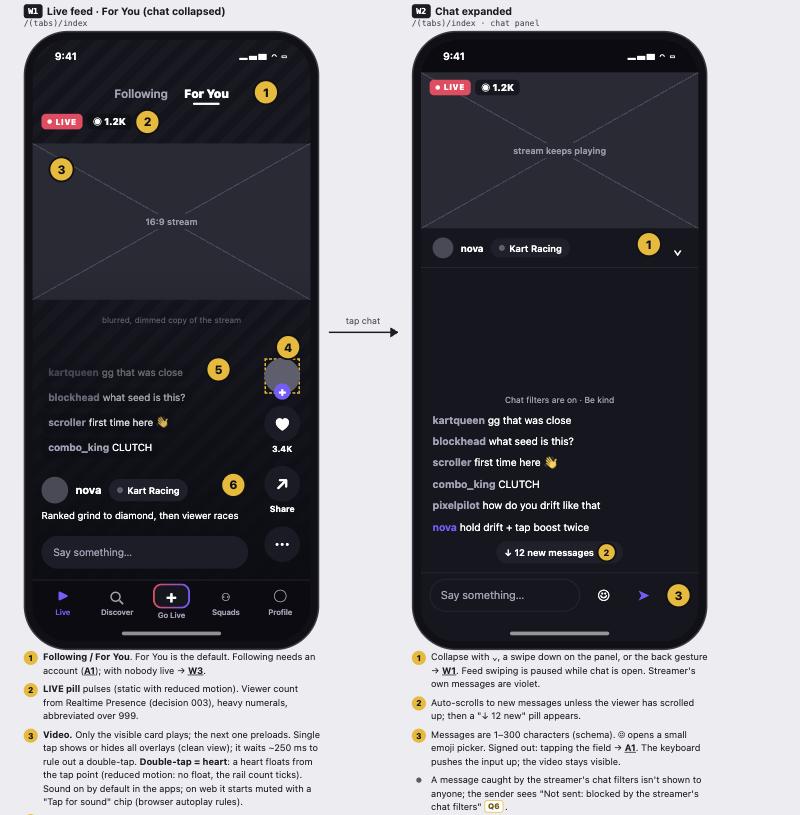 W1 Live feed · For You (chat collapsed)
/(tabs)/index
9:41
Following For You 1
LIVE 1.2K 2
3
16:9 stream
blurred, dimmed copy of the stream
4
kartqueen gg that was close 5
+
blockhead what seed is this?
scroller first time here 👋
combo_king CLUTCH
3.4K
nova Kart Racing 6
Share
Ranked grind to diamond, then viewer races
Say something...
Live Discover Go Live Squads Profile
1 Following / For You. For You is the default. Following needs an
account (A1); with nobody live → W3.
2 LIVE pill pulses (static with reduced motion). Viewer count
from Realtime Presence (decision 003), heavy numerals,
abbreviated over 999.
3 Video. Only the visible card plays; the next one preloads. Single
tap shows or hides all overlays (clean view); it waits ~250 ms to
rule out a double-tap. Double-tap = heart: a heart floats from
the tap point (reduced motion: no float, the rail count ticks).
Sound on by default in the apps; on web it starts muted with a
"Tap for sound" chip (browser autoplay rules).
tap chat
W2 Chat expanded
/(tabs)/index · chat panel
9:41
LIVE 1.2K
stream keeps playing
nova Kart Racing 1
Chat filters are on · Be kind
kartqueen gg that was close
blockhead what seed is this?
scroller first time here 👋
combo_king CLUTCH
pixelpilot how do you drift like that
nova hold drift + tap boost twice
↓ 12 new messages 2
Say something... 3
1 Collapse with ⌄, a swipe down on the panel, or the back gesture
→ W1. Feed swiping is paused while chat is open. Streamer's
own messages are violet.
2 Auto-scrolls to new messages unless the viewer has scrolled
up; then a "↓ 12 new" pill appears.
3 Messages are 1–300 characters (schema). ☺ opens a small
emoji picker. Signed out: tapping the field → A1. The keyboard
pushes the input up; the video stays visible.
A message caught by the streamer's chat filters isn't shown to
anyone; the sender sees "Not sent: blocked by the streamer's
chat filters" Q6 .